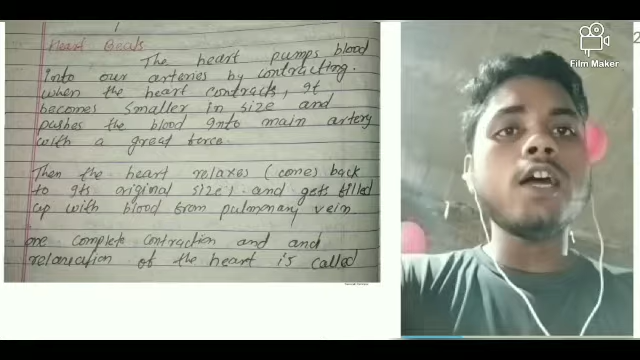 Heart Beats
The heart pumps blood
into our arteries by contracting.
when the heart contracts, it
becomes smaller in size and
pushes the blood into main artery
with a great force.
Then the heart relaxes (comes) back
to its original size, and gets filled
up with blood from pulmonary vein
one complete contraction and and
relaxation of the heart is called
Film Maker
2